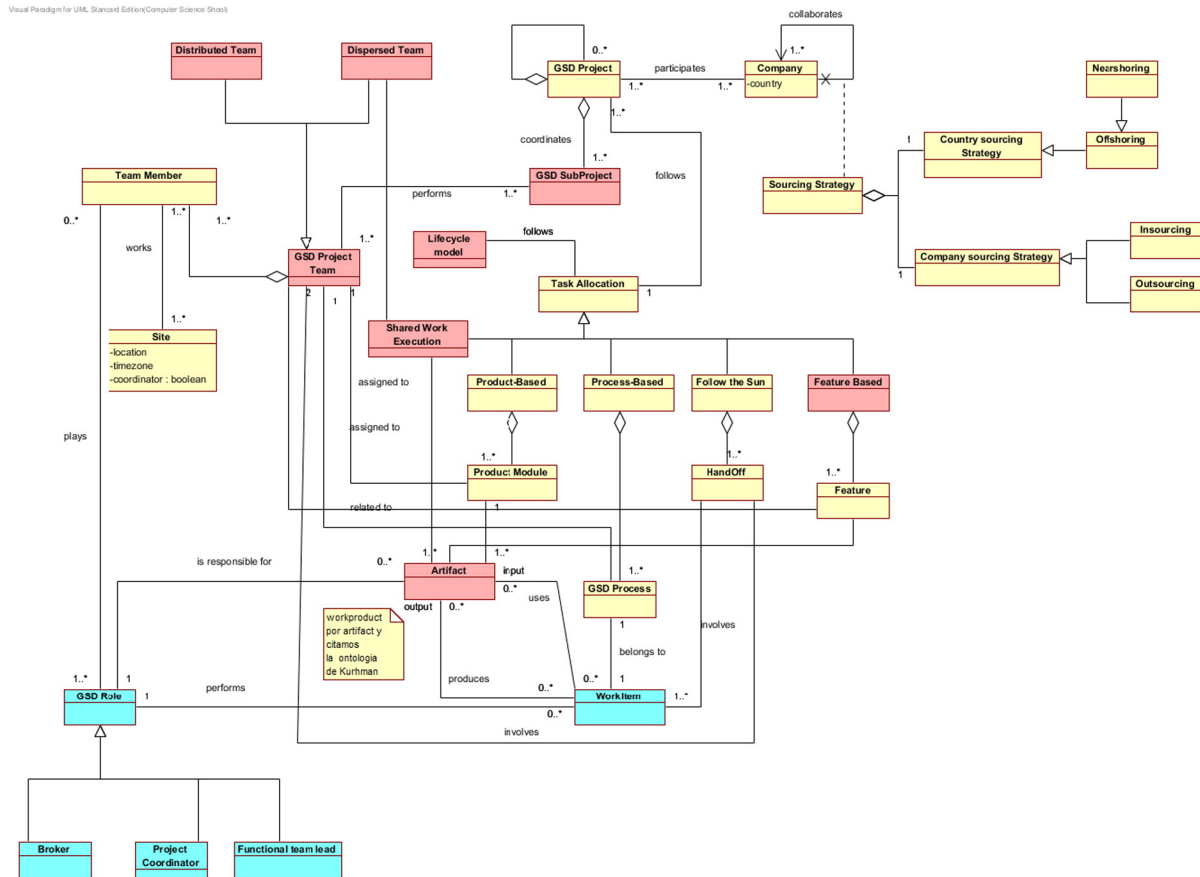 Visual Paradigm for UML Stancard Edition(Computer Science Shool)
collaborates
Distributed Team
Dispersed Team
0..*
GSD Project
participates
1..*
1..*
1..*
Company
-country
1..*
Nearshoring
coordinates
1..*
follows
1
Country sourcing
Strategy
Offshoring
Team Member
GSD SubProject
Sourcing Strategy
performs
1..*
0..*
1..*
1..*
works
1..*
Lifecycle
model
follows
Insourcing
GSD Project
Team
Company sourcing Strategy
1
Task Allocation
1
Outsourcing
2
1
1
1..*
Site
-location
-timezone
-coordinator : boolean
Shared Work
Execution
assigned to
Product-Based
Process-Based
Follow the Sun
Feature Based
assigned to
plays
1..*
Product Module
1..*
HandOff
1..*
Feature
related to
1
is responsible for
0..*
1..*
1..*
Artifact
input
0..*
1..*
GSD Process
uses
output
0..*
workproduct
por artifact y
citamos
la ontologia
de Kurhman
1
involves
belongs to
produces
1..*
1
GSD Role
1
performs
0..*
0..*
1
WorkItem
1..*
0..*
involves
Broker
Project
Coordinator
Functional team lead